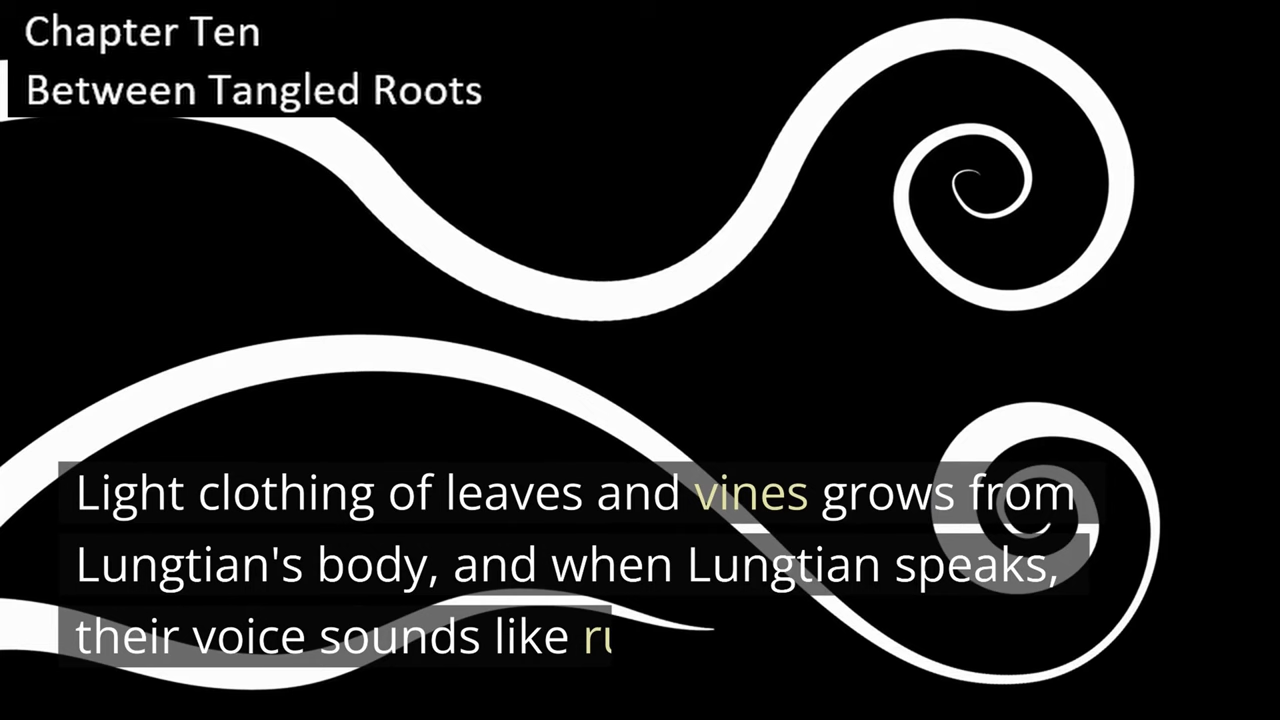 Chapter Ten
Between Tangled Roots
Light clothing of leaves and vines grows from
Lungtian's body, and when Lungtian speaks,
their voice sounds like